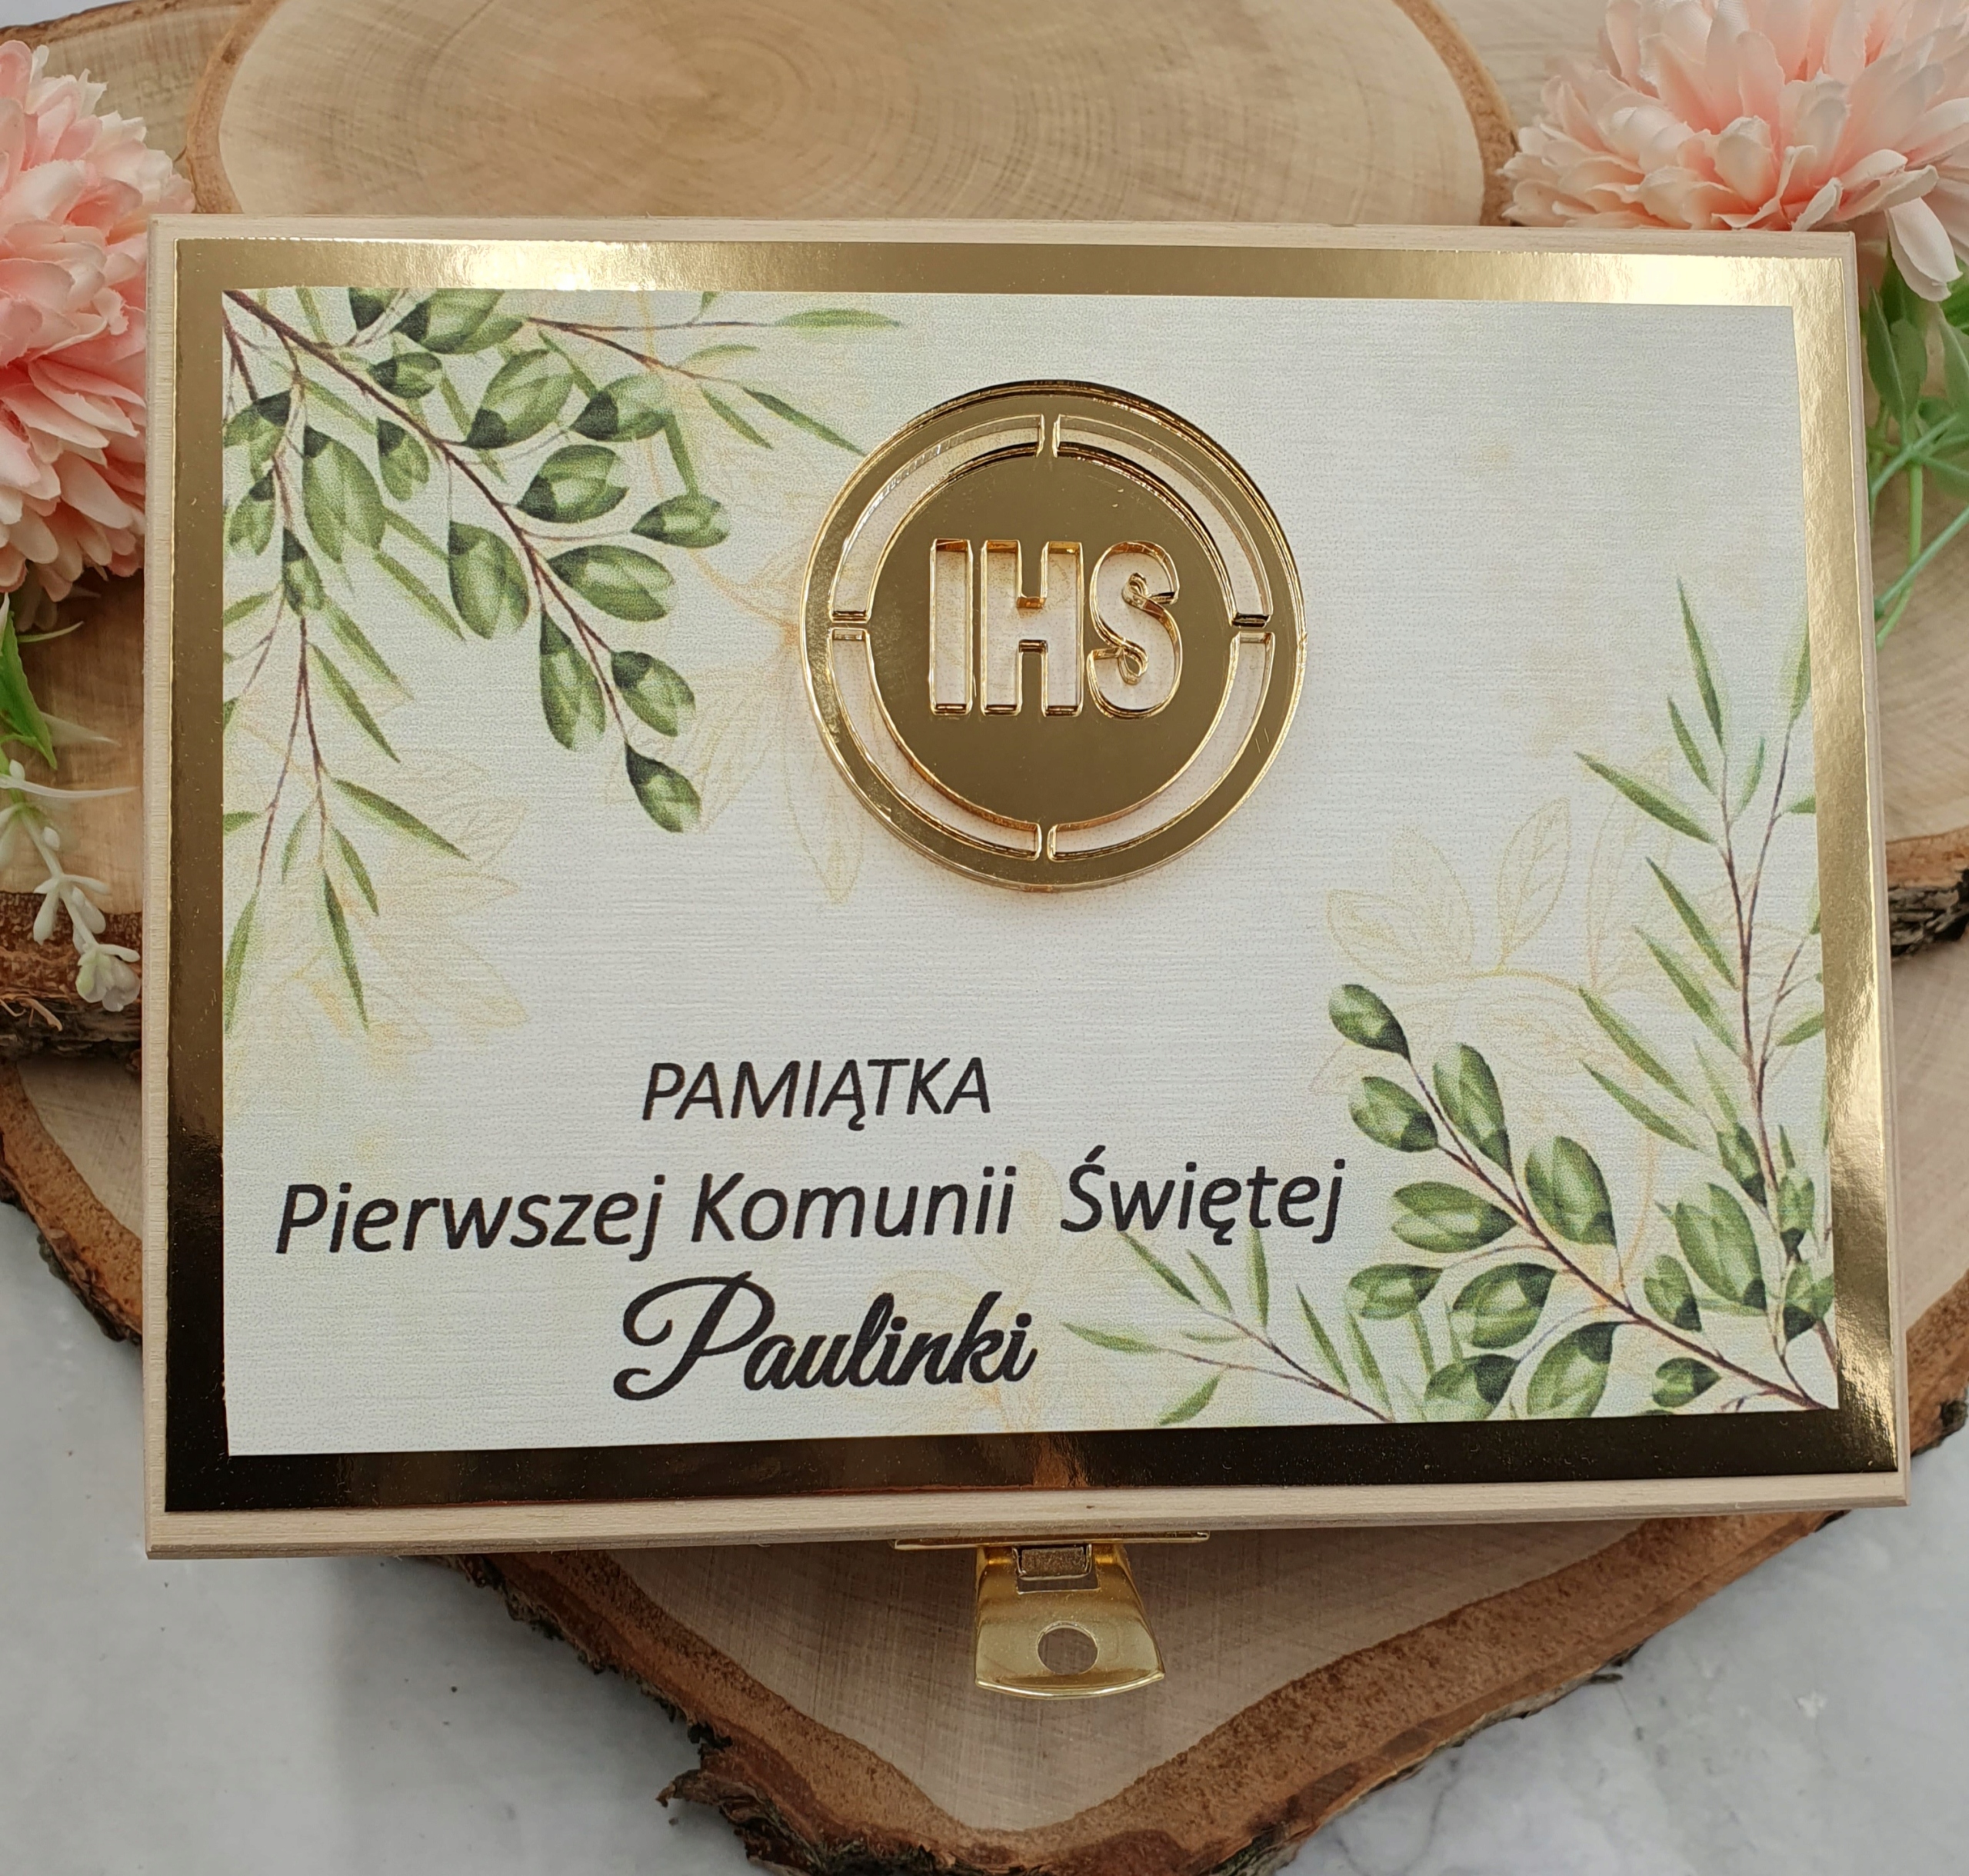 IHS
PAMIĄTKA
Pierwszej Komunii Świętej
Paulinki